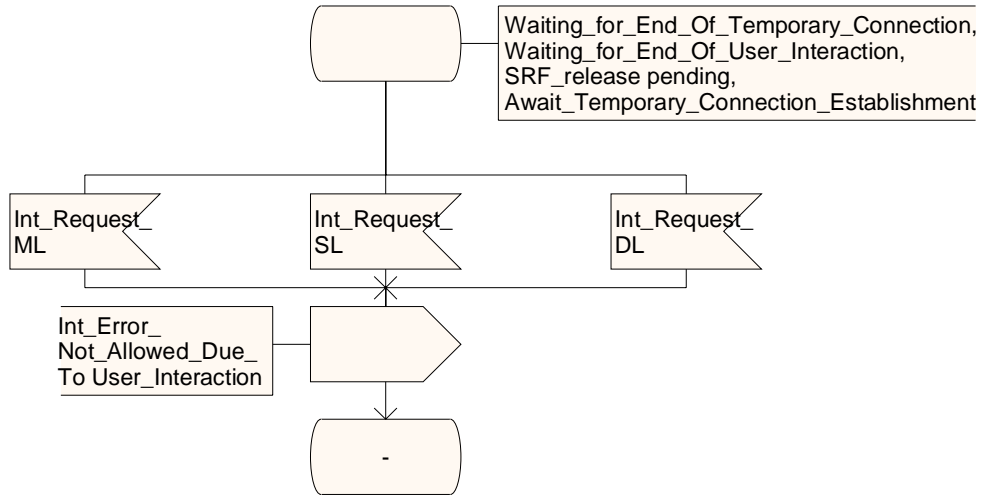 Waiting_for_End_Of_Temporary_Connection,
Waiting_for_End_Of_User_Interaction,
SRF_release pending,
Await_Temporary_Connection_Establishment
Int_Request_
ML
Int_Request_
SL
Int_Request_
DL
Int_Error_
Not_Allowed_Due_
To User_Interaction
-